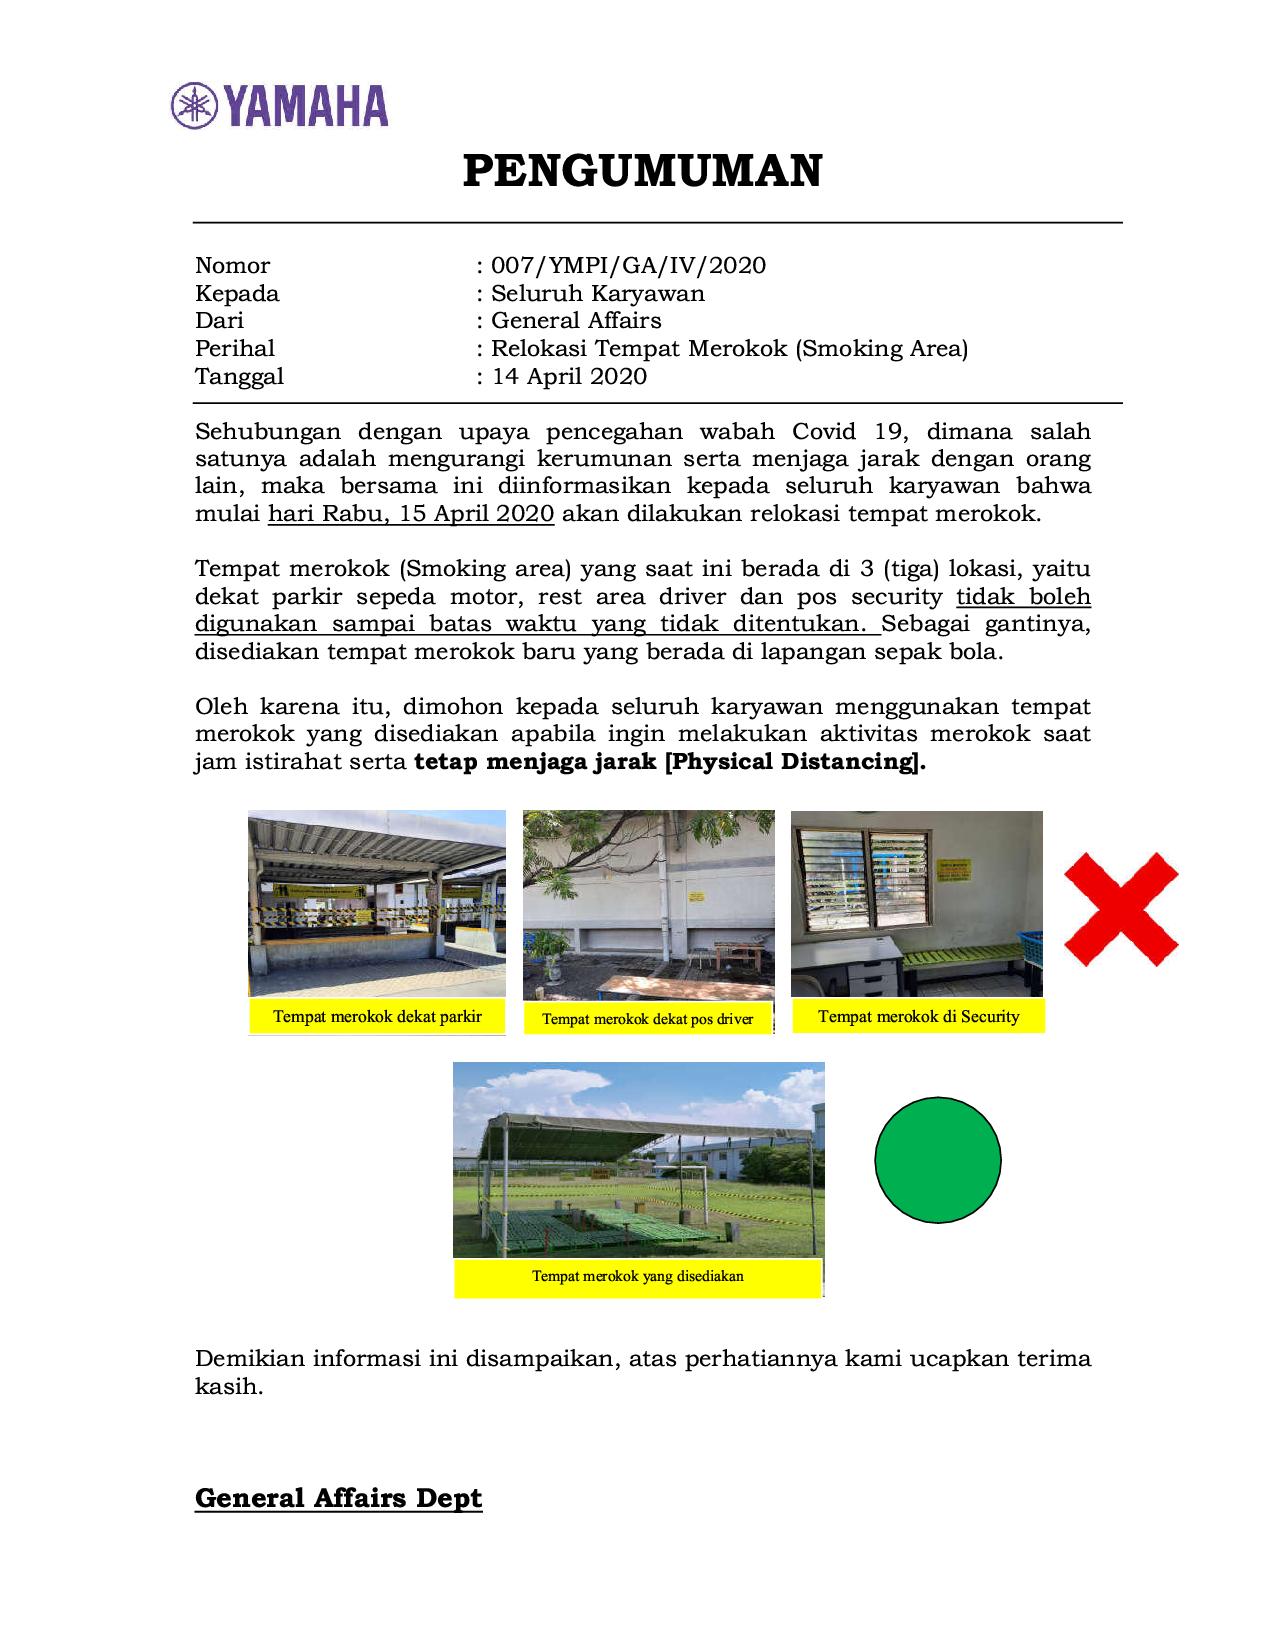 YAMAHA
PENGUMUMAN
Nomor : 007/YMPI/GA/IV/2020
Kepada : Seluruh Karyawan
Dari : General Affairs
Perihal : Relokasi Tempat Merokok (Smoking Area)
Tanggal : 14 April 2020
Sehubungan dengan upaya pencegahan wabah Covid 19, dimana salah
satunya adalah mengurangi kerumunan serta menjaga jarak dengan orang
lain, maka bersama ini diinformasikan kepada seluruh karyawan bahwa
mulai hari Rabu, 15 April 2020 akan dilakukan relokasi tempat merokok.
Tempat merokok (Smoking area) yang saat ini berada di 3 (tiga) lokasi, yaitu
dekat parkir sepeda motor, rest area driver dan pos security tidak boleh
digunakan sampai batas waktu yang tidak ditentukan. Sebagai gantinya,
disediakan tempat merokok baru yang berada di lapangan sepak bola.
Oleh karena itu, dimohon kepada seluruh karyawan menggunakan tempat
merokok yang disediakan apabila ingin melakukan aktivitas merokok saat
jam istirahat serta tetap menjaga jarak [Physical Distancing].
Tempat merokok dekat parkir
Tempat merokok dekat pos driver
Tempat merokok di Security
Tempat merokok yang disediakan
Demikian informasi ini disampaikan, atas perhatiannya kami ucapkan terima
kasih.
General Affairs Dept